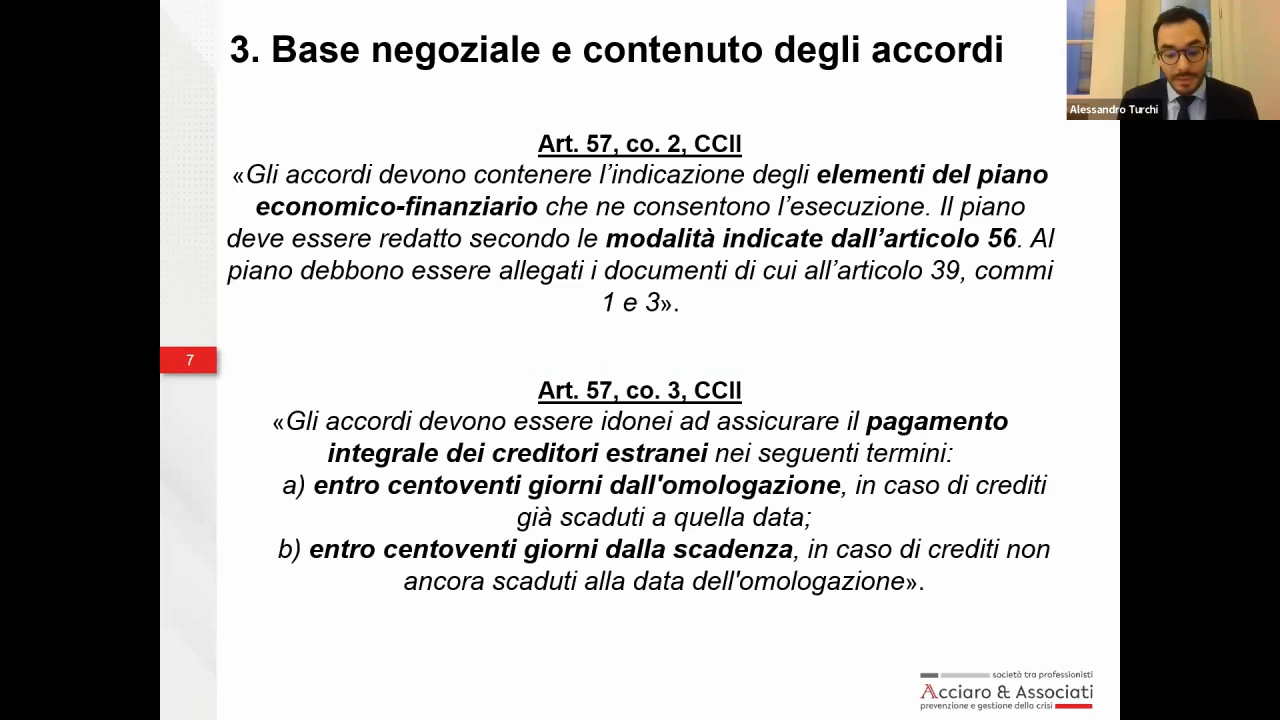 3. Base negoziale e contenuto degli accordi
Alessandro Turchi
Art. 57, co. 2, CCII
«Gli accordi devono contenere l’indicazione degli elementi del piano
economico-finanziario che ne consentono l’esecuzione. Il piano
deve essere redatto secondo le modalità indicate dall’articolo 56. Al
piano debbono essere allegati i documenti di cui all’articolo 39, commi
1 e 3».
7
Art. 57, co. 3, CCII
«Gli accordi devono essere idonei ad assicurare il pagamento
integrale dei creditori estranei nei seguenti termini:
a) entro centoventi giorni dall'omologazione, in caso di crediti
già scaduti a quella data;
b) entro centoventi giorni dalla scadenza, in caso di crediti non
ancora scaduti alla data dell'omologazione».
società tra professionisti
Acciaro & Associati
prevenzione e gestione della crisi